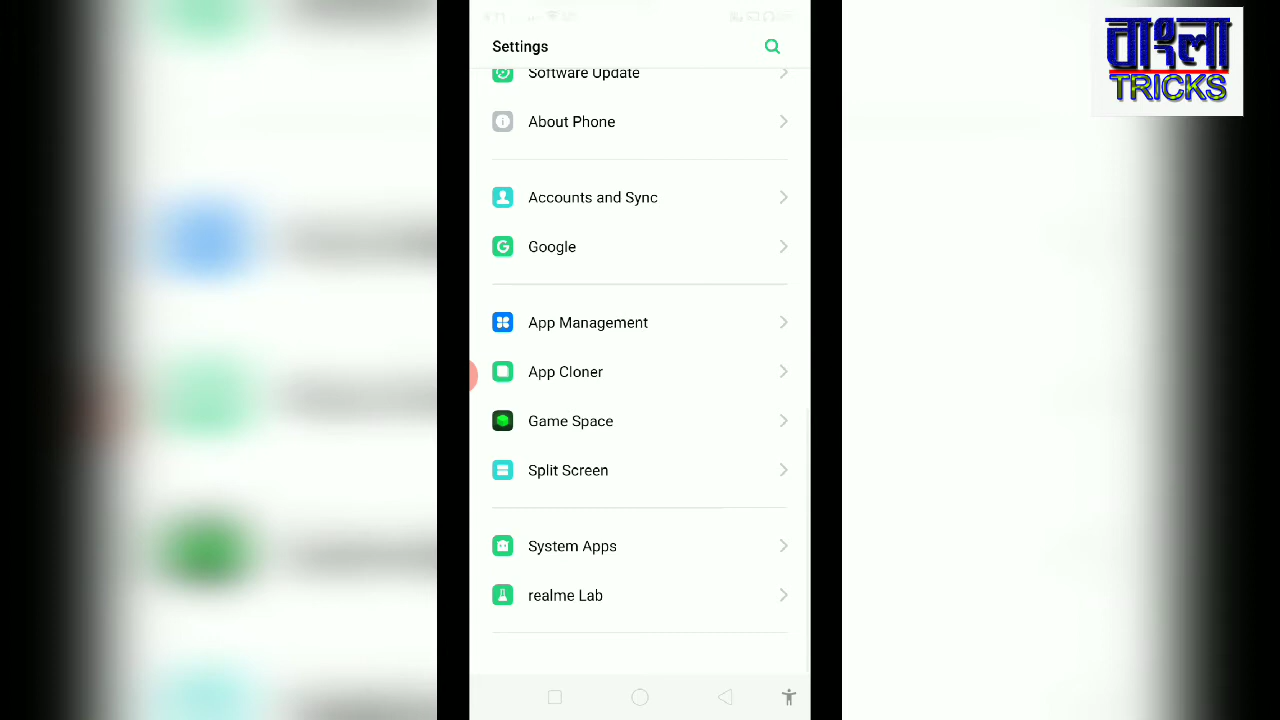 বাংলা
TRICKS
Settings
Software Update
About Phone
Accounts and Sync
Google
App Management
App Cloner
Game Space
Split Screen
System Apps
realme Lab